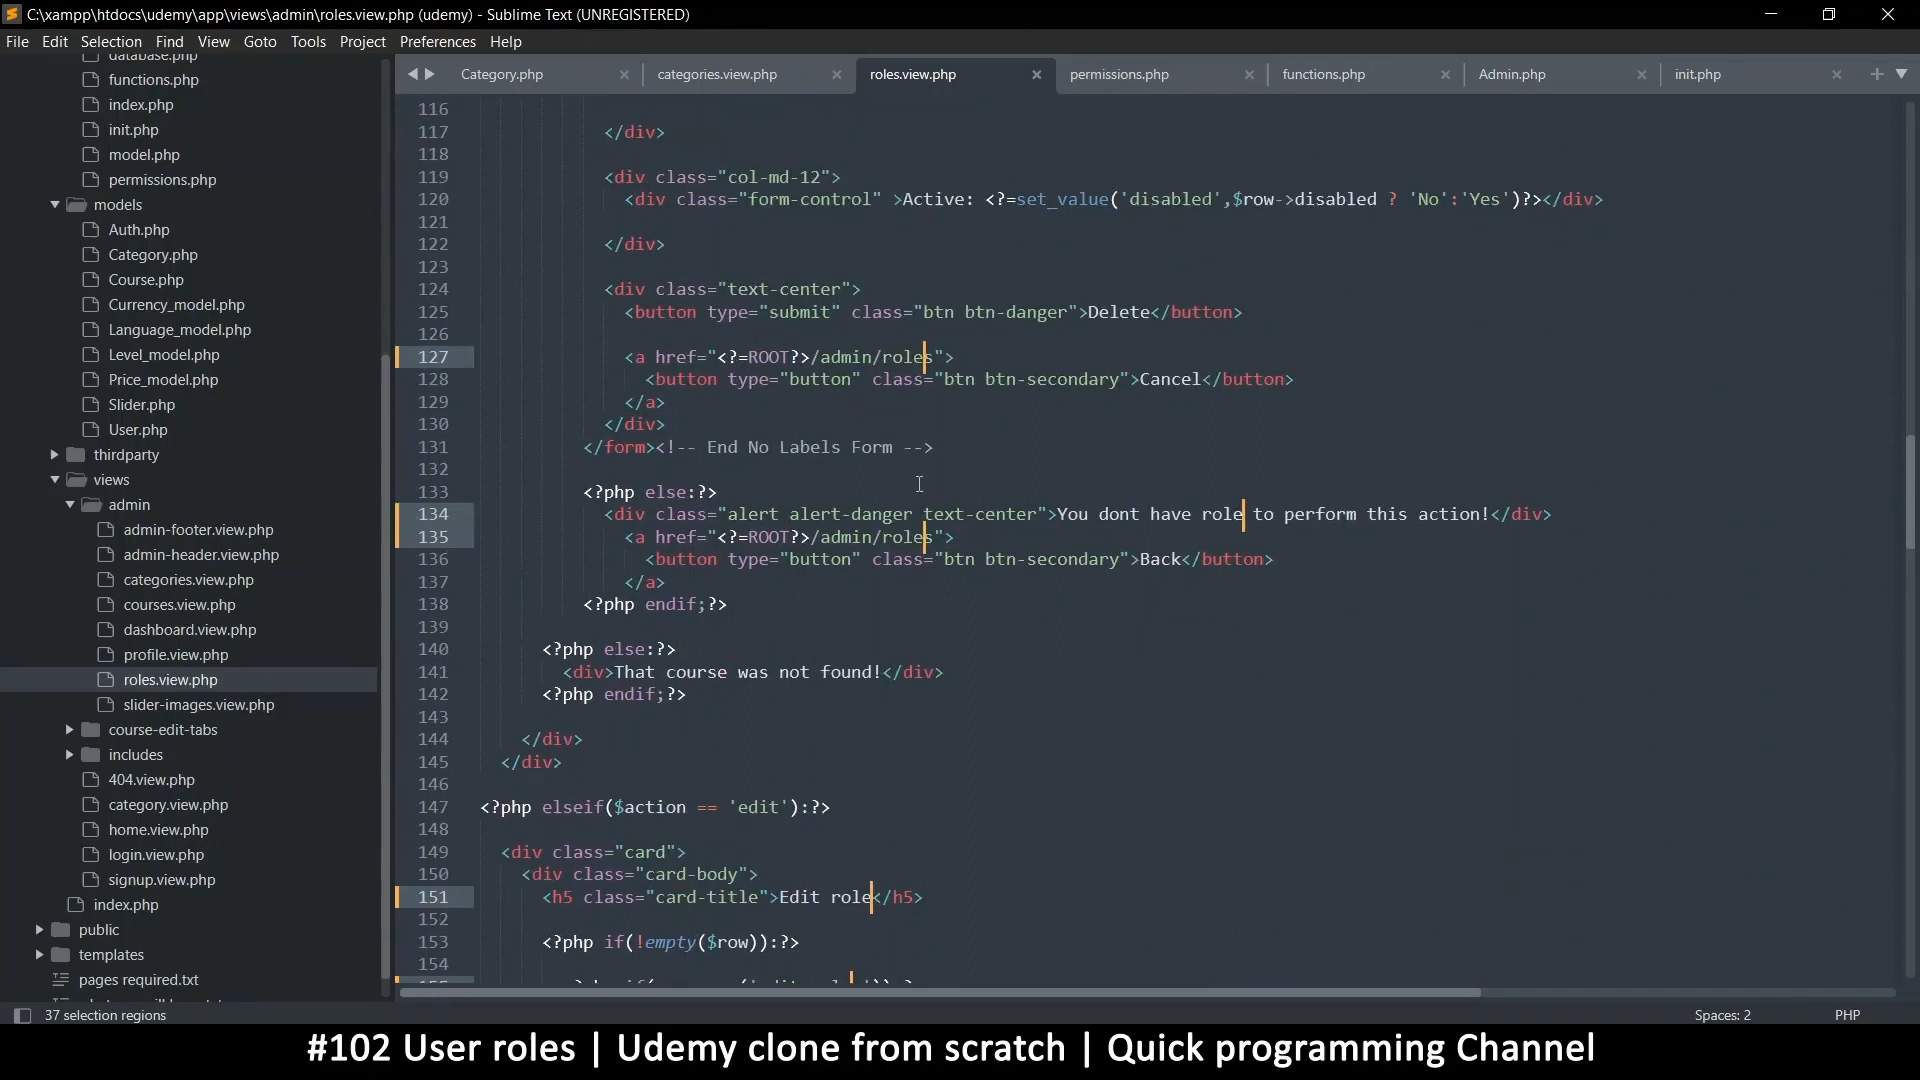 C:\xampp\htdocs\udemy\app\views\admin\roles.view.php (udemy) - Sublime Text (UNREGISTERED)
File Edit Selection Find View Goto Tools Project Preferences Help
database.php
functions.php
index.php
init.php
model.php
permissions.php
models
Auth.php
Category.php
Course.php
Currency_model.php
Language_model.php
Level_model.php
Price_model.php
Slider.php
User.php
thirdparty
views
admin
admin-footer.view.php
admin-header.view.php
categories.view.php
courses.view.php
dashboard.view.php
profile.view.php
roles.view.php
slider-images.view.php
course-edit-tabs
includes
404.view.php
category.view.php
home.view.php
login.view.php
signup.view.php
index.php
public
templates
pages required.txt
Category.php categories.view.php roles.view.php permissions.php functions.php Admin.php init.php
116
117 </div>
118
119 <div class="col-md-12">
120 <div class="form-control" >Active: <?=set_value('disabled',$row->disabled ? 'No':'Yes')?></div>
121
122 </div>
123
124 <div class="text-center">
125 <button type="submit" class="btn btn-danger">Delete</button>
126
127 <a href="<?=ROOT?>/admin/roles">
128 <button type="button" class="btn btn-secondary">Cancel</button>
129 </a>
130 </div>
131 </form><!-- End No Labels Form -->
132
133 <?php else:?>
134 <div class="alert alert-danger text-center">You dont have role to perform this action!</div>
135 <a href="<?=ROOT?>/admin/roles">
136 <button type="button" class="btn btn-secondary">Back</button>
137 </a>
138 <?php endif;?>
139
140 <?php else:?>
141 <div>That course was not found!</div>
142 <?php endif;?>
143
144 </div>
145 </div>
146
147 <?php elseif($action == 'edit'):?>
148
149 <div class="card">
150 <div class="card-body">
151 <h5 class="card-title">Edit role</h5>
152
153 <?php if(!empty($row)):?>
154
37 selection regions
Spaces: 2 PHP
#102 User roles | Udemy clone from scratch | Quick programming Channel